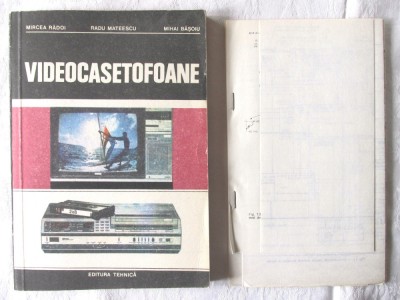 MIRCEA RĂDOI RADU MATEESCU MIHAI BĂȘOIU
VIDEOCASETOFOANE
EDITURA TEHNICĂ